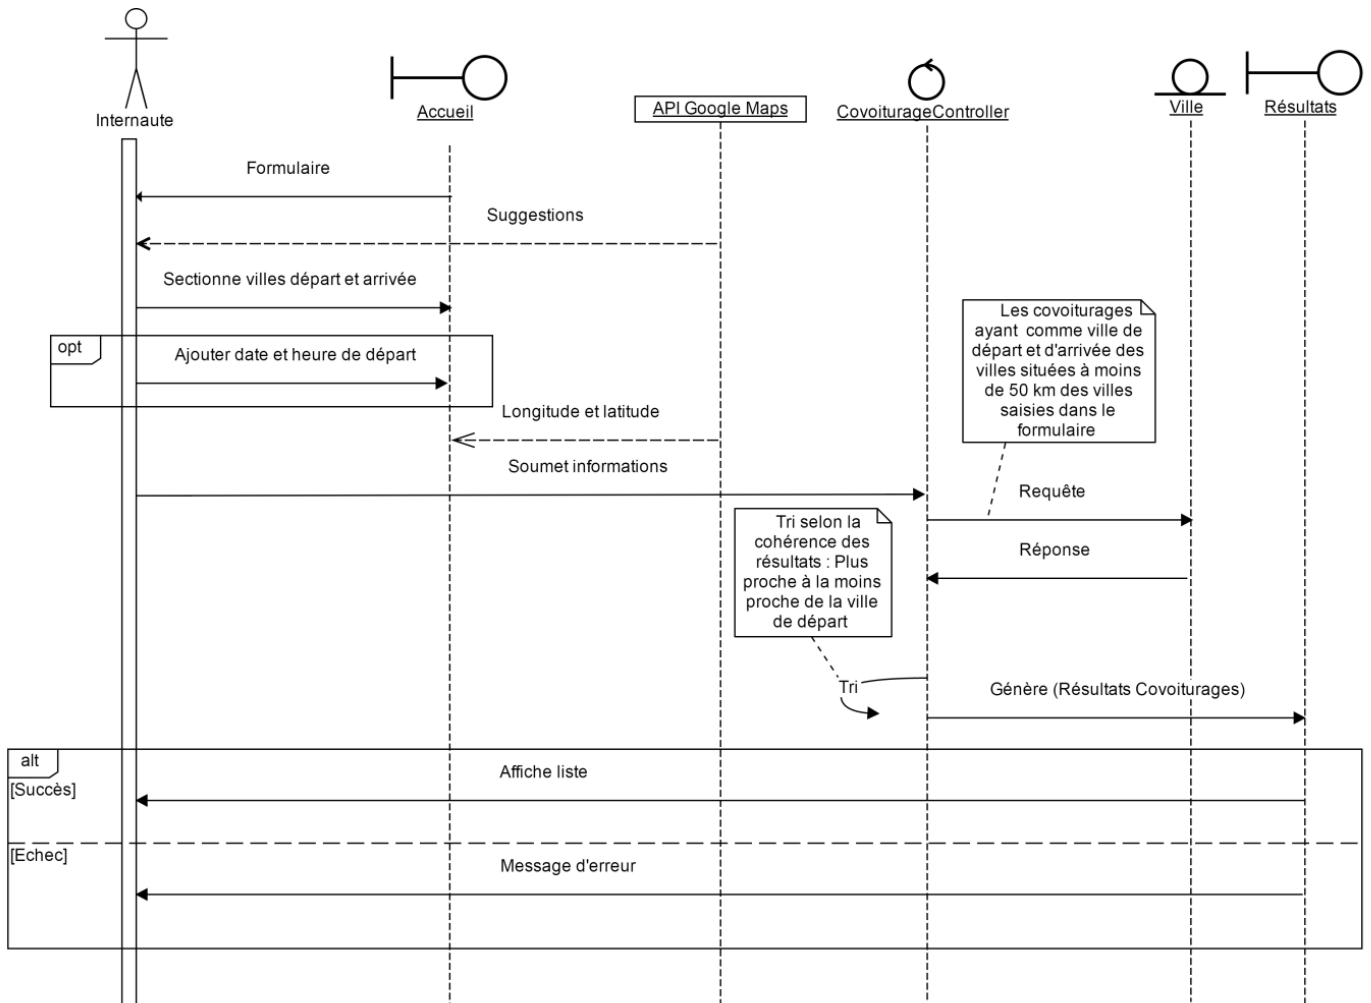 Internaute
Accueil
API Google Maps
CovoiturageController
Ville
Résultats
Formulaire
Suggestions
Sectionne villes départ et arrivée
opt
Ajouter date et heure de départ
Les covoiturages
ayant comme ville de
départ et d'arrivée des
villes situées à moins
de 50 km des villes
saisies dans le
formulaire
Longitude et latitude
Soumet informations
Requête
Tri selon la
cohérence des
résultats : Plus
proche à la moins
proche de la ville
de départ
Réponse
Tri
Génère (Résultats Covoiturages)
alt
[Succès]
Affiche liste
[Echec]
Message d'erreur